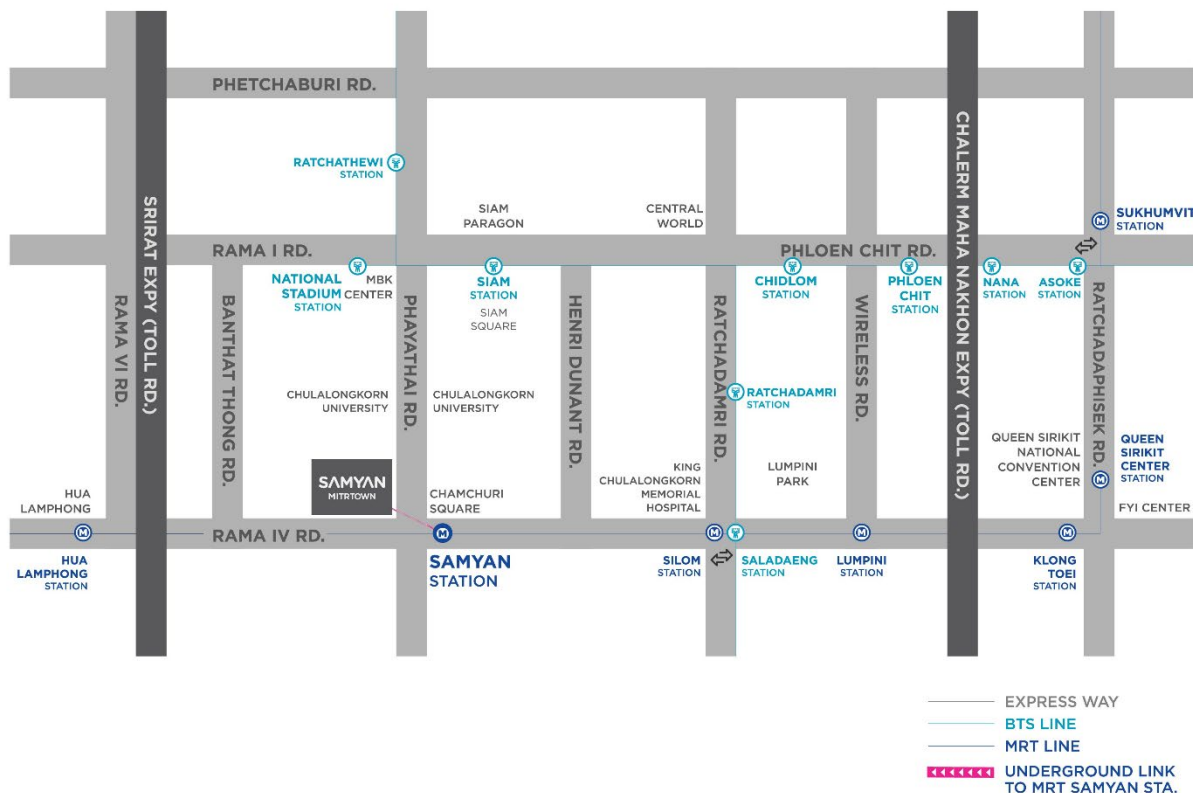 PHETCHABURI RD.
RATCHATHEWI
STATION
SIAM
PARAGON
CENTRAL
WORLD
SUKHUMVIT
STATION
RAMA I RD.
PHLOEN CHIT RD.
NATIONAL
STADIUM
STATION
MBK
CENTER
SIAM
STATION
SIAM
SQUARE
CHIDLOM
STATION
PHLOEN
CHIT
STATION
NANA
STATION
ASOKE
STATION
RAMA VI RD.
SRIRAT EXPY (TOLL RD.)
BANTHAT THONG RD.
PHAYATHAI RD.
HENRI DUNANT RD.
RATCHADAMRI RD.
WIRELESS RD.
CHALERM MAHA NAKHON EXPY (TOLL RD.)
RATCHADAPHISEK RD.
CHULALONGKORN
UNIVERSITY
CHULALONGKORN
UNIVERSITY
RATCHADAMRI
STATION
SAMYAN
MITRTOWN
HUA
LAMPHONG
CHAMCHURI
SQUARE
KING
CHULALONGKORN
MEMORIAL
HOSPITAL
LUMPINI
PARK
QUEEN SIRIKIT
NATIONAL
CONVENTION
CENTER
QUEEN
SIRIKIT
CENTER
STATION
FYI CENTER
RAMA IV RD.
HUA
LAMPHONG
STATION
SAMYAN
STATION
SILOM
STATION
SALADAENG
STATION
LUMPINI
STATION
KLONG
TOEI
STATION
EXPRESS WAY
BTS LINE
MRT LINE
UNDERGROUND LINK
TO MRT SAMYAN STA.